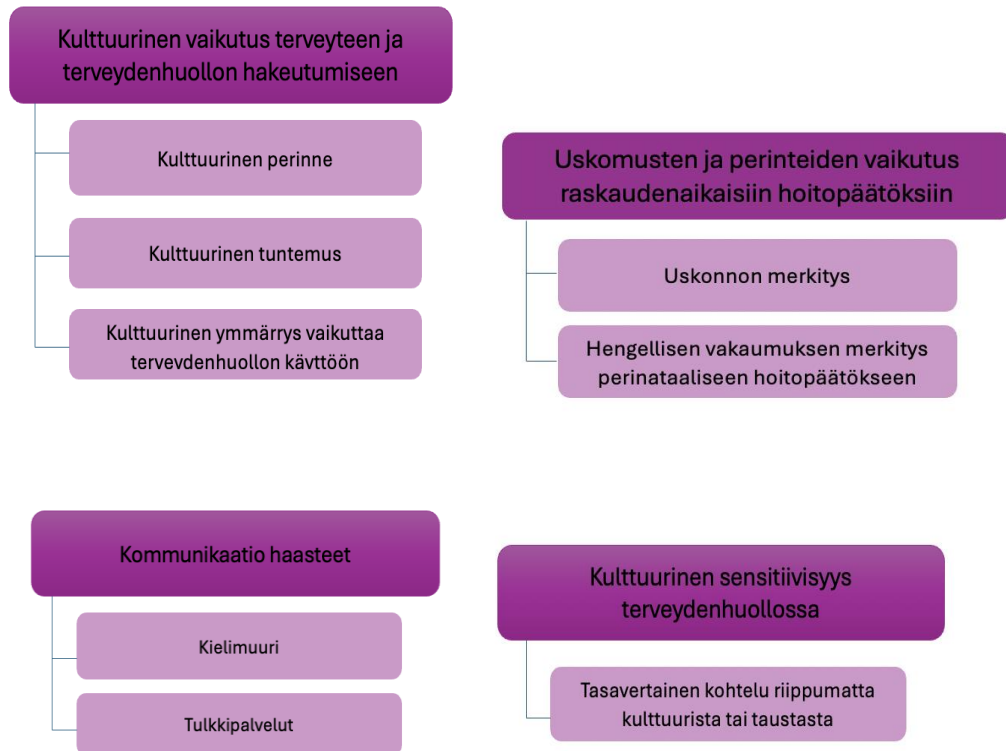 Kulttuurinen vaikutus terveyteen ja
terveydenhuollon hakeutumiseen
Kulttuurinen perinne
Kulttuurinen tuntemus
Kulttuurinen ymmärrys vaikuttaa
terveydenhuollon käyttöön
Uskomusten ja perinteiden vaikutus
raskaudenaikaisiin hoitopäätöksiin
Uskonnon merkitys
Hengellisen vakaumuksen merkitys
perinataaliseen hoitopäätökseen
Kommunikaatio haasteet
Kielimuuri
Tulkkipalvelut
Kulttuurinen sensitiivisyys
terveydenhuollossa
Tasavertainen kohtelu riippumatta
kulttuurista tai taustasta